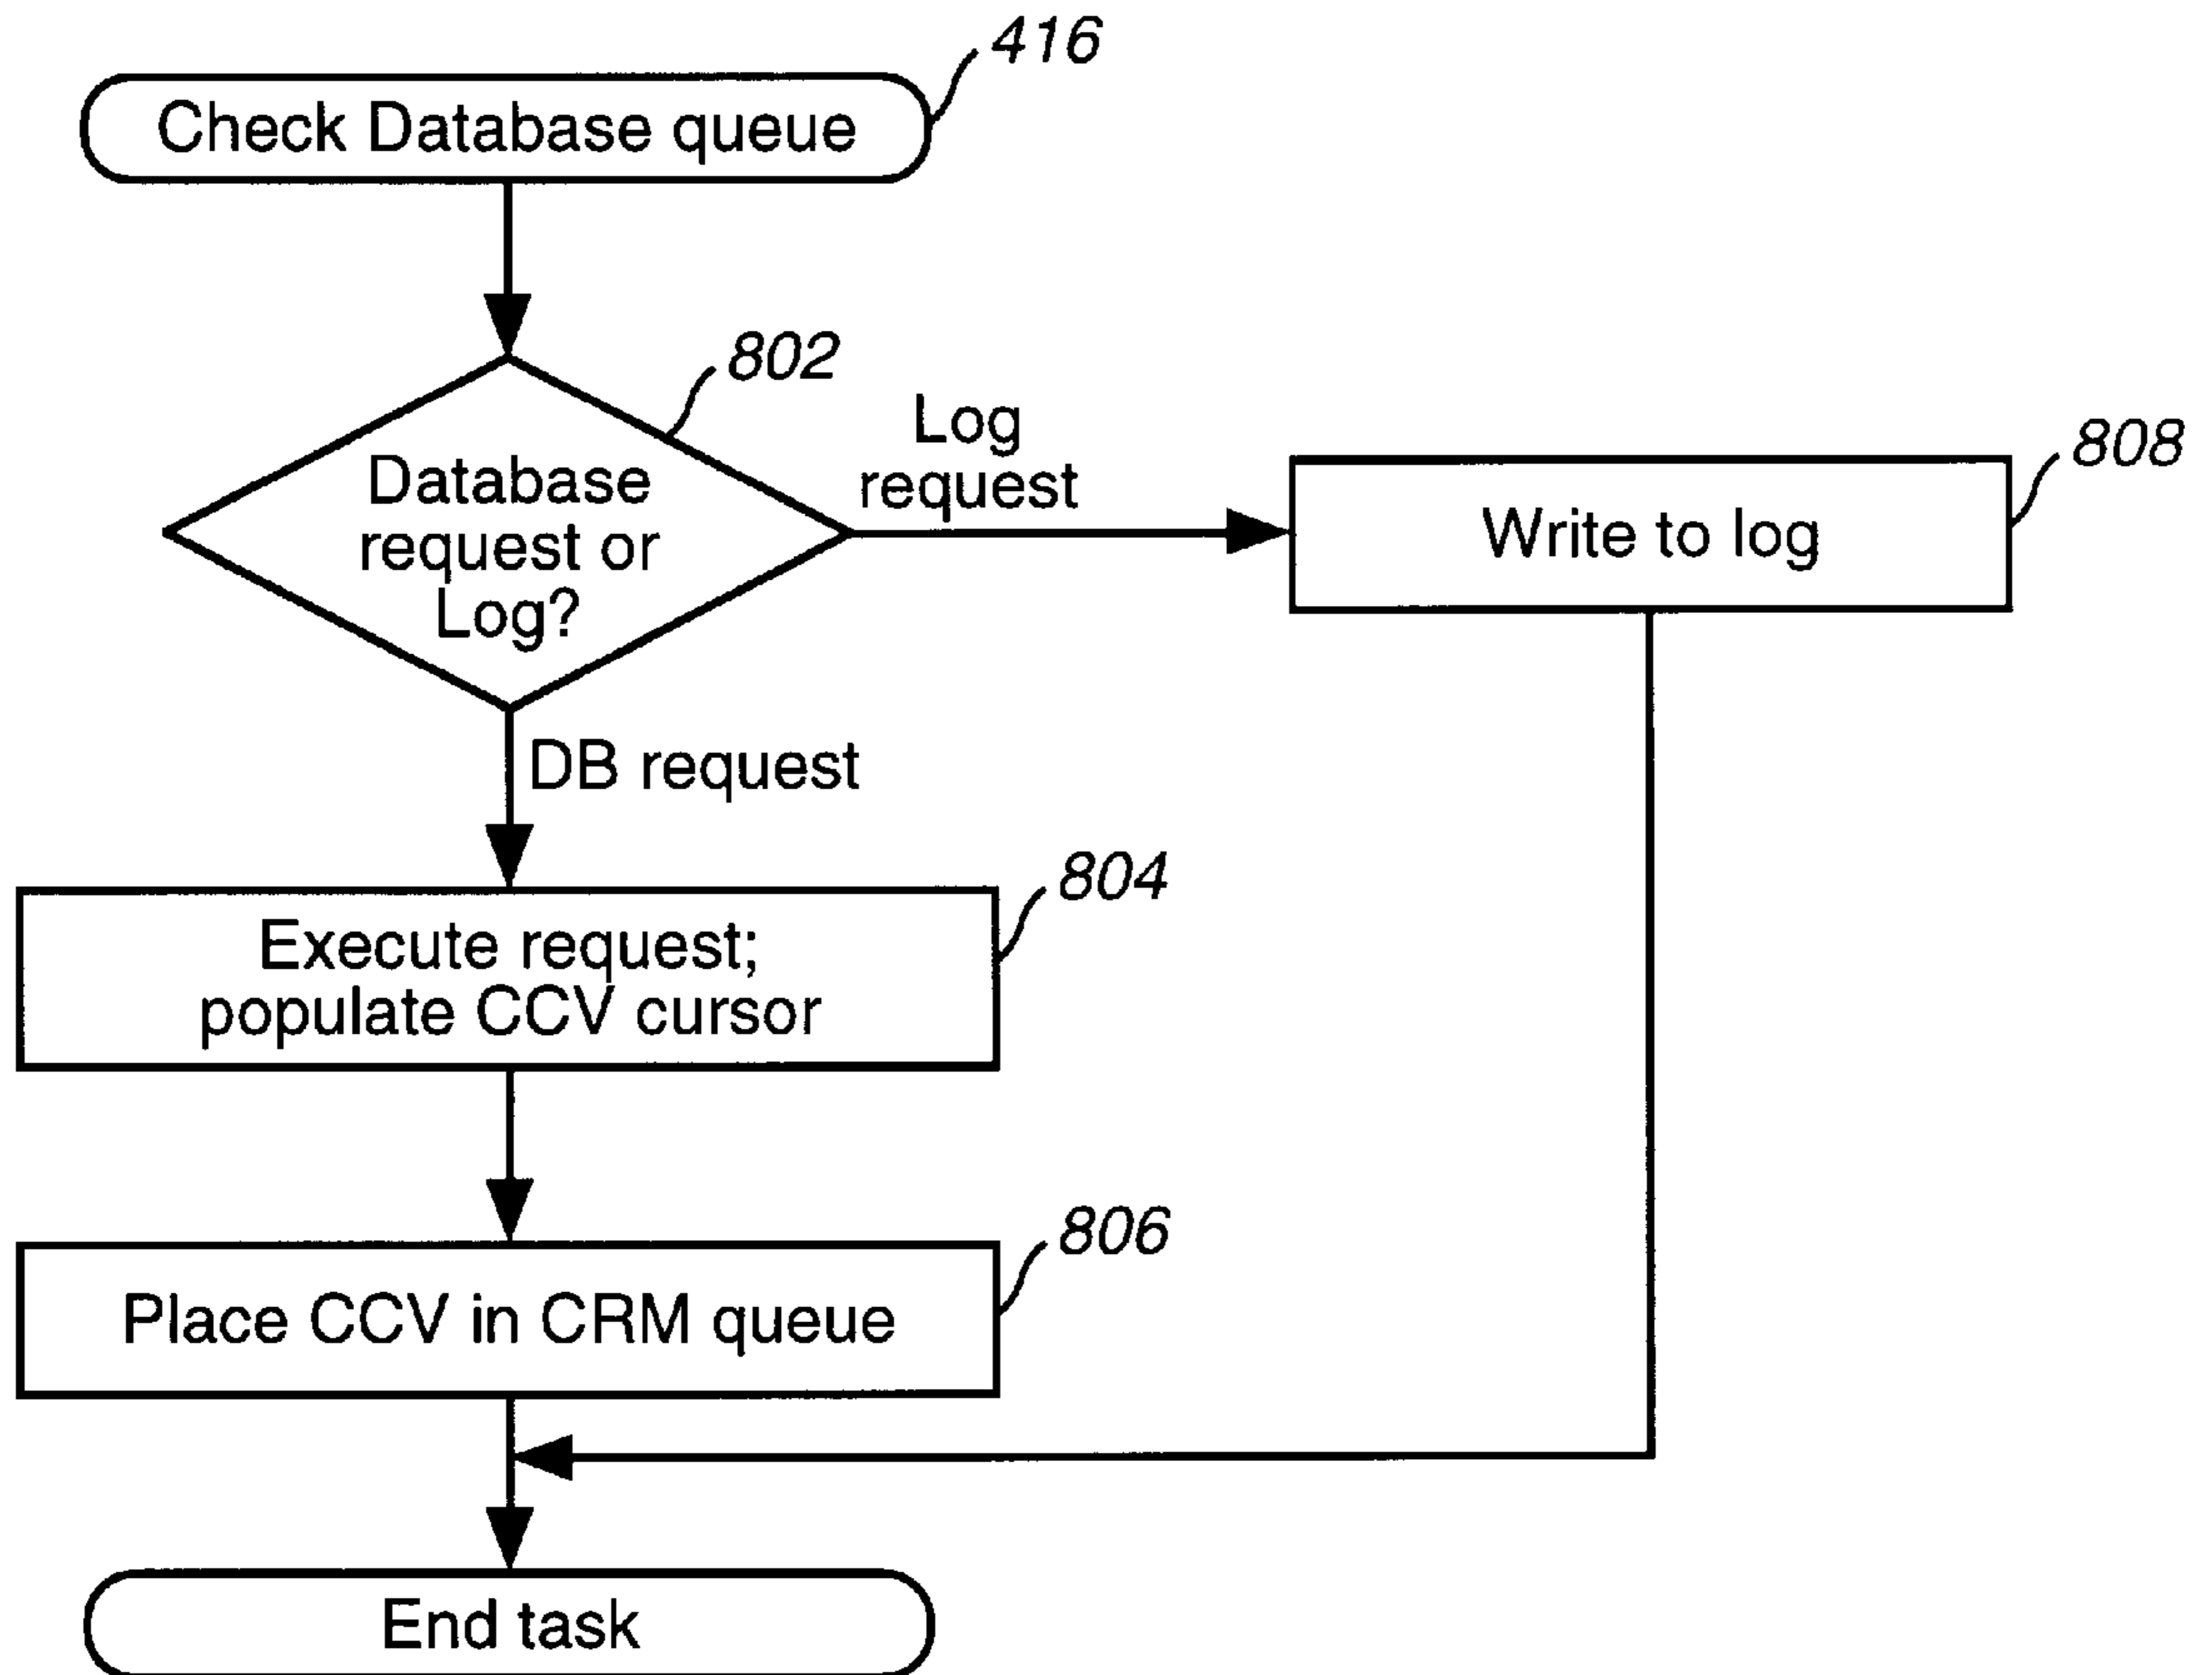 416
Check Database queue
802
Database
request or
Log?
Log
request
808
Write to log
DB request
804
Execute request;
populate CCV cursor
806
Place CCV in CRM queue
End task